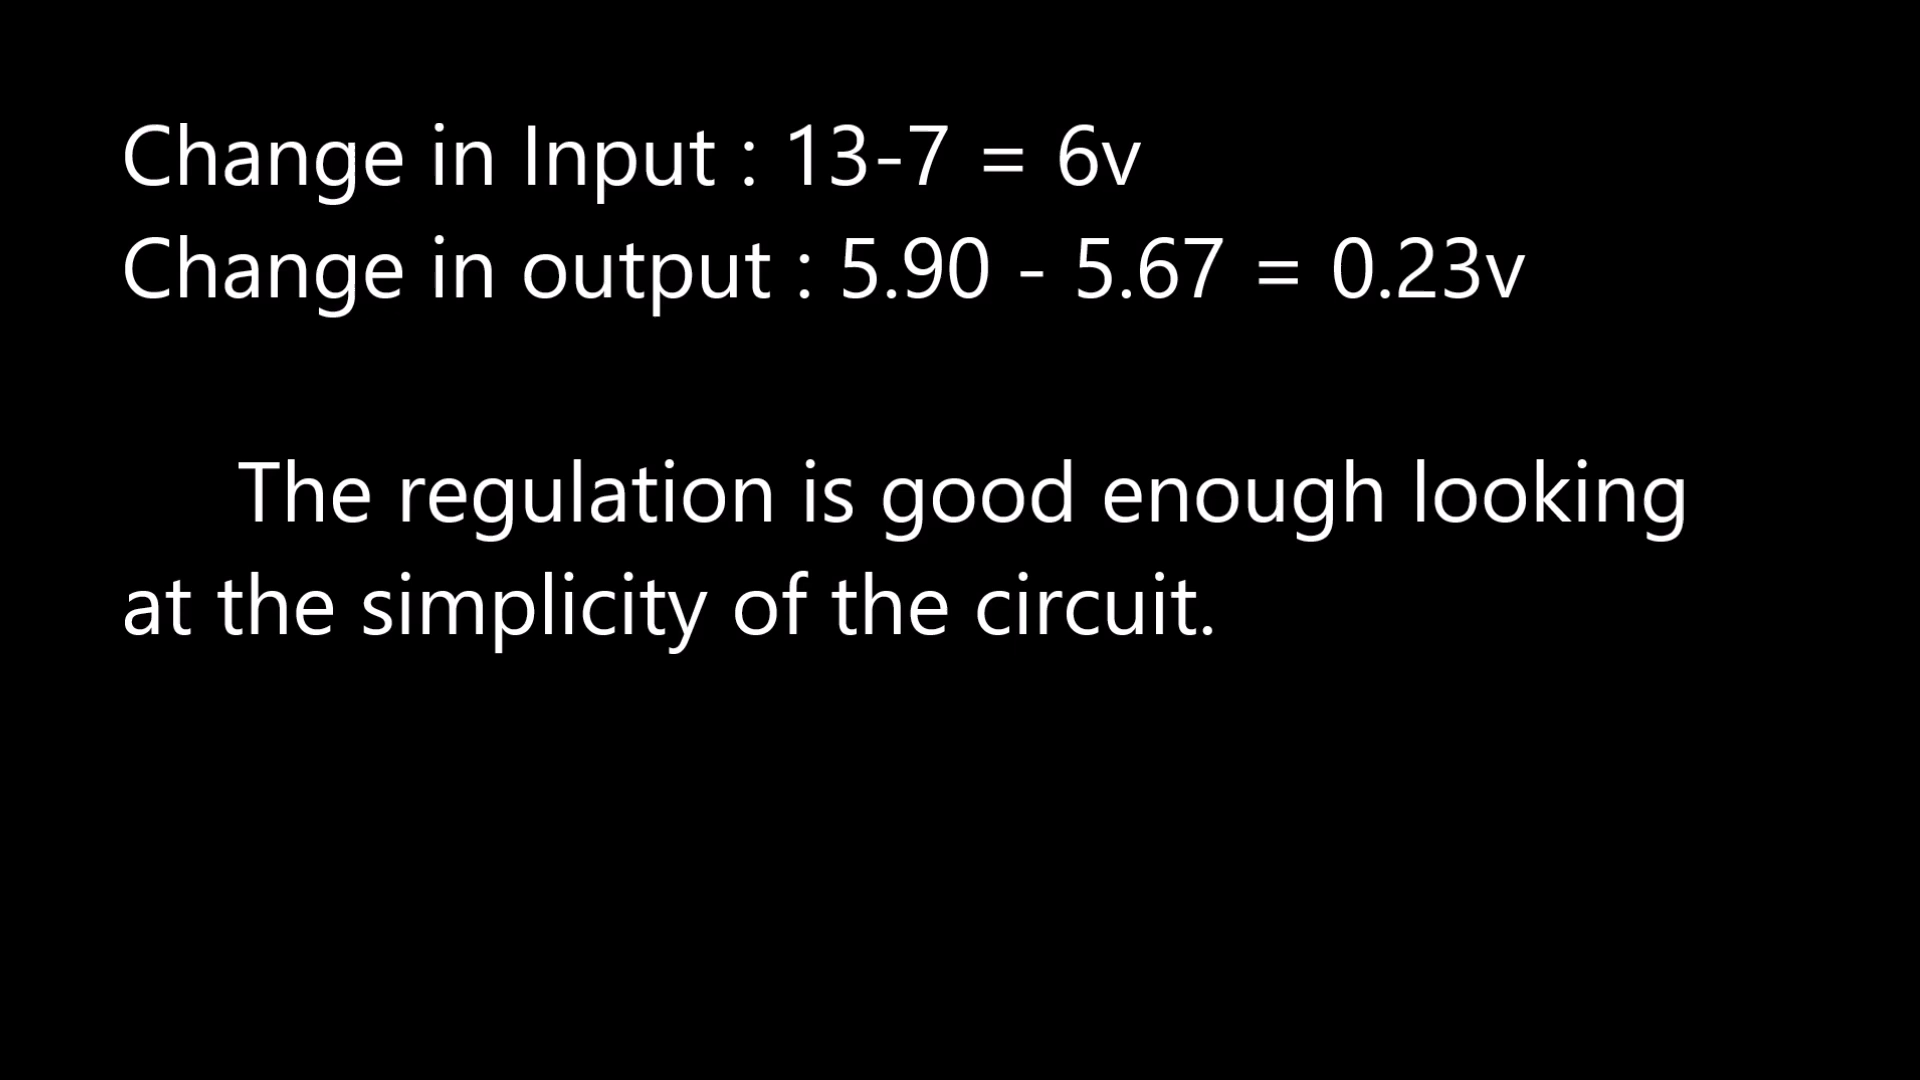 Change in Input : 13-7 = 6v
Change in output : 5.90 - 5.67 = 0.23v
The regulation is good enough looking
at the simplicity of the circuit.